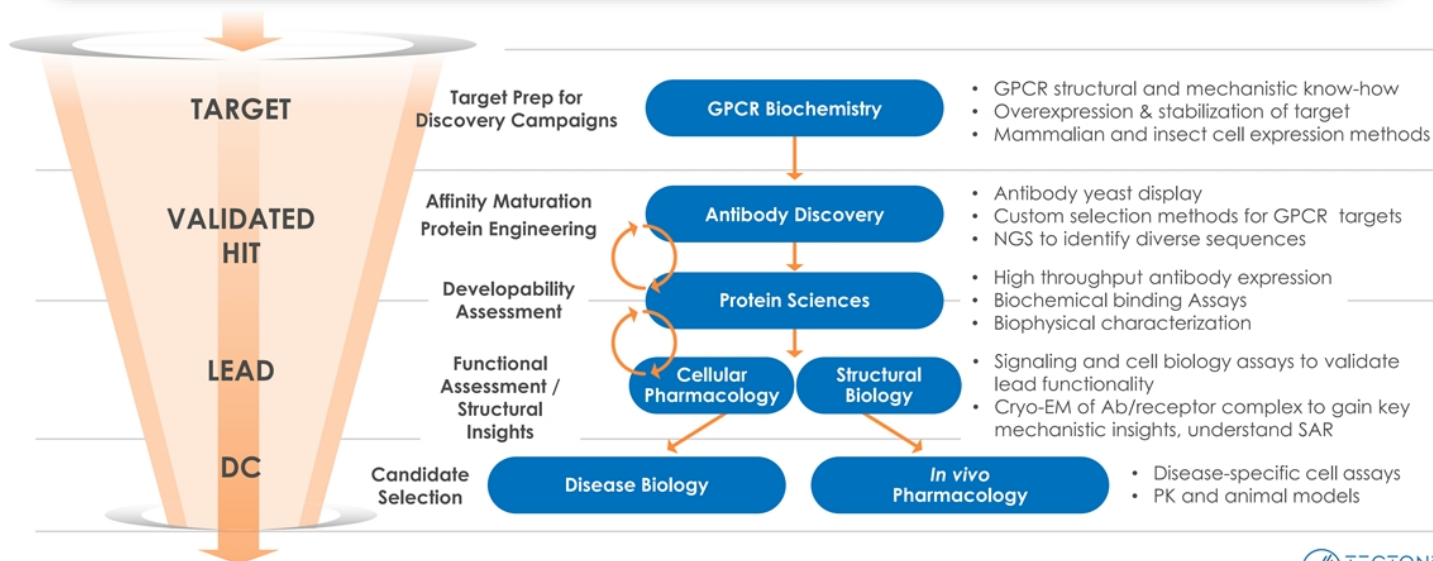 TARGET
Target Prep for
Discovery Campaigns
GPCR Biochemistry
• GPCR structural and mechanistic know-how
• Overexpression & stabilization of target
• Mammalian and insect cell expression methods
VALIDATED
HIT
Affinity Maturation
Protein Engineering
Antibody Discovery
• Antibody yeast display
• Custom selection methods for GPCR targets
• NGS to identify diverse sequences
Developability
Assessment
Protein Sciences
• High throughput antibody expression
• Biochemical binding Assays
• Biophysical characterization
LEAD
Functional
Assessment /
Structural
Insights
Cellular
Pharmacology
Structural
Biology
• Signaling and cell biology assays to validate
lead functionality
• Cryo-EM of Ab/receptor complex to gain key
mechanistic insights, understand SAR
DC
Candidate
Selection
Disease Biology
In vivo
Pharmacology
• Disease-specific cell assays
• PK and animal models